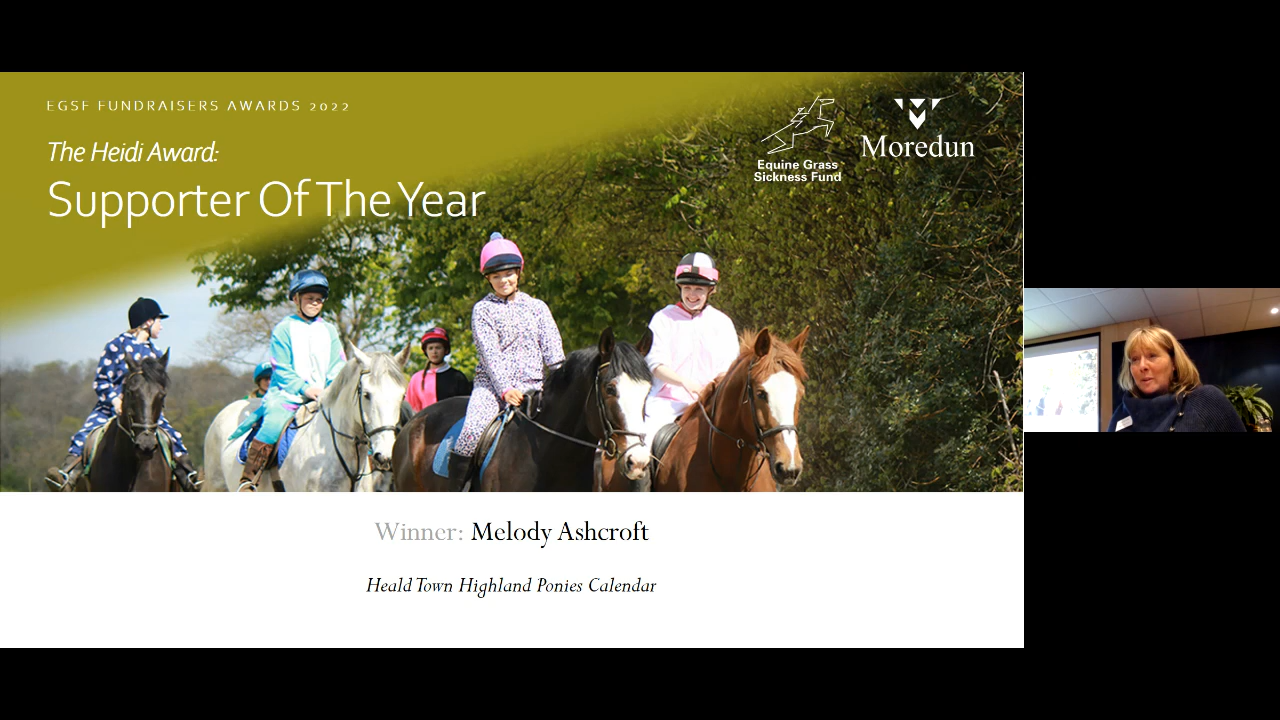 EGSF FUNDRAISERS AWARDS 2022
The Heidi Award:
Supporter Of The Year
Equine Grass
Sickness Fund
Moredun
Winner: Melody Ashcroft
Heald Town Highland Ponies Calendar